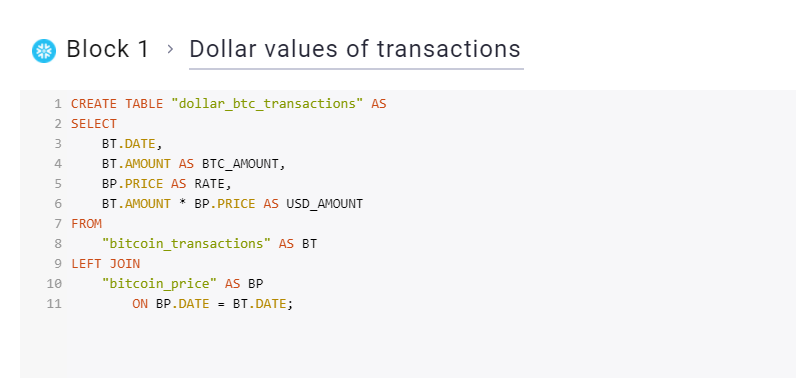 Block 1 › Dollar values of transactions
1 CREATE TABLE "dollar_btc_transactions" AS
2 SELECT
3     BT.DATE,
4     BT.AMOUNT AS BTC_AMOUNT,
5     BP.PRICE AS RATE,
6     BT.AMOUNT * BP.PRICE AS USD_AMOUNT
7 FROM
8     "bitcoin_transactions" AS BT
9 LEFT JOIN
10     "bitcoin_price" AS BP
11         ON BP.DATE = BT.DATE;